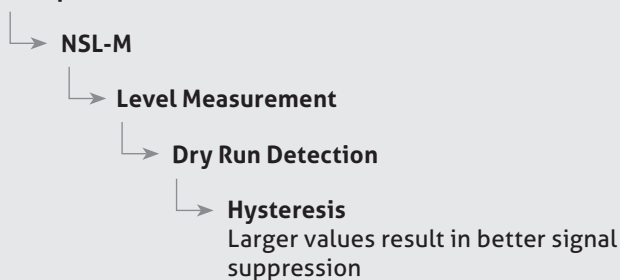 NSL-M
Level Measurement
Dry Run Detection
Hysteresis
Larger values result in better signal
suppression